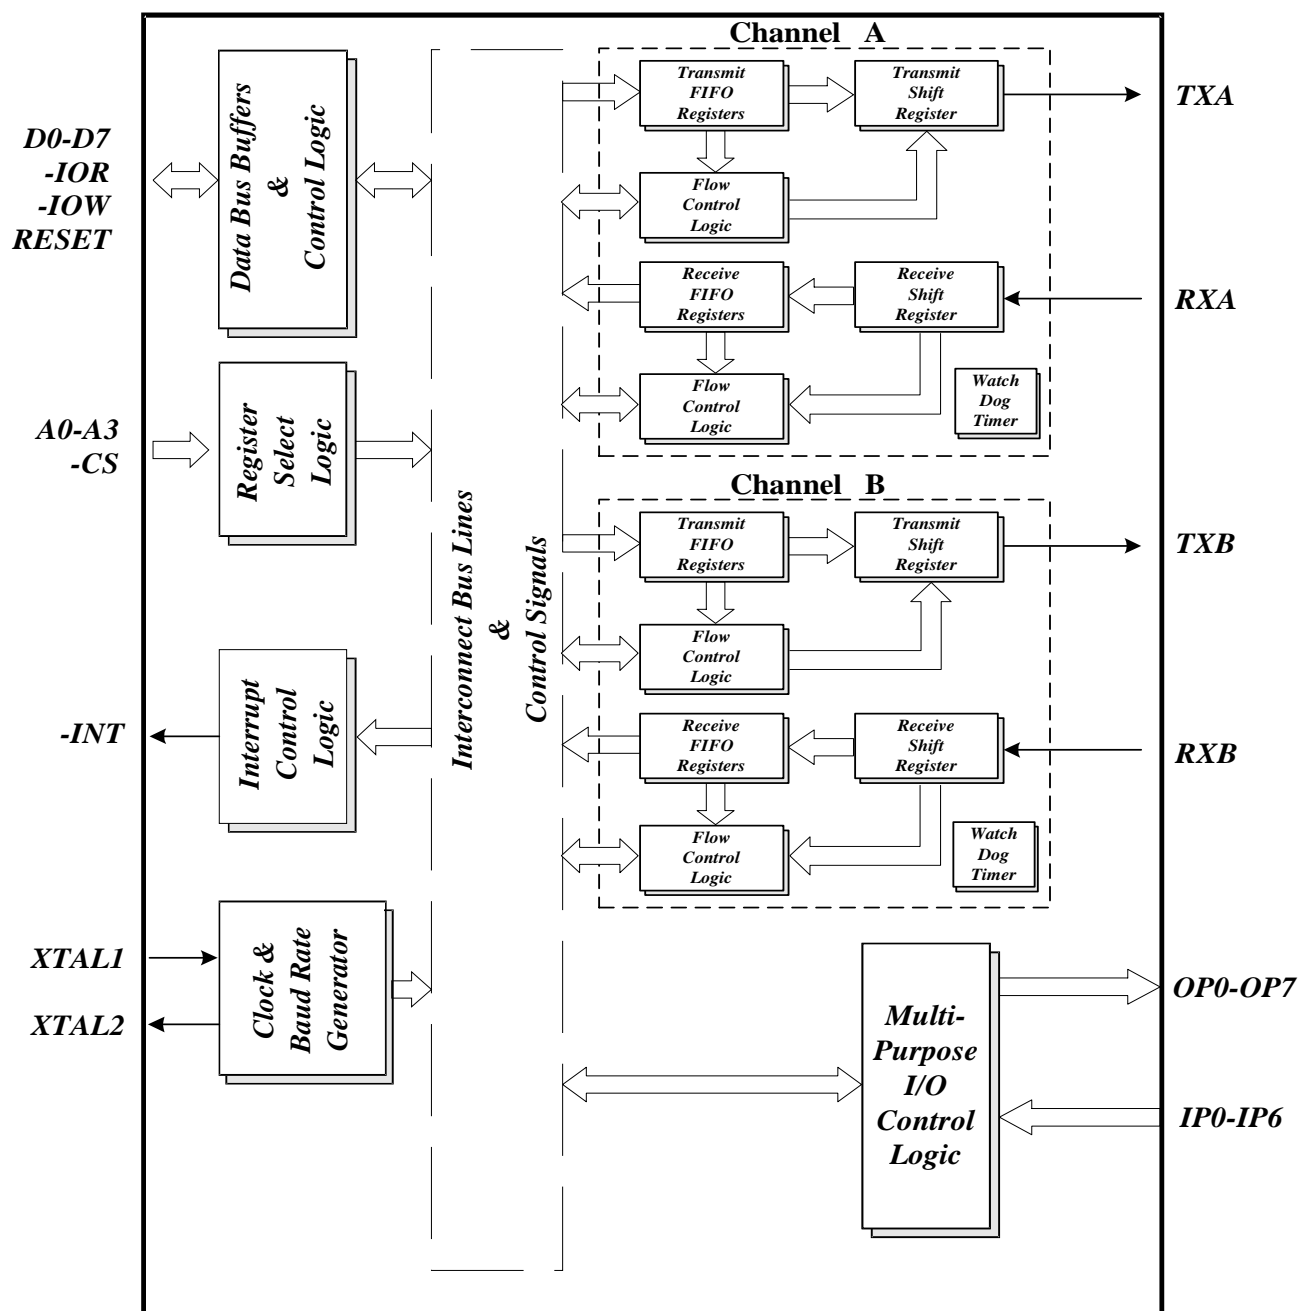 D0-D7
-IOR
-IOW
RESET
Data Bus Buffers
&
Control Logic
A0-A3
-CS
Register
Select
Logic
-INT
Interrupt
Control
Logic
XTAL1
XTAL2
Clock &
Baud Rate
Generator
Interconnect Bus Lines
&
Control Signals
Channel A
Transmit
FIFO
Registers
Transmit
Shift
Register
TXA
Flow
Control
Logic
Receive
FIFO
Registers
Receive
Shift
Register
RXA
Flow
Control
Logic
Watch
Dog
Timer
Channel B
Transmit
FIFO
Registers
Transmit
Shift
Register
TXB
Flow
Control
Logic
Receive
FIFO
Registers
Receive
Shift
Register
RXB
Flow
Control
Logic
Watch
Dog
Timer
Multi-
Purpose
I/O
Control
Logic
OP0-OP7
IP0-IP6